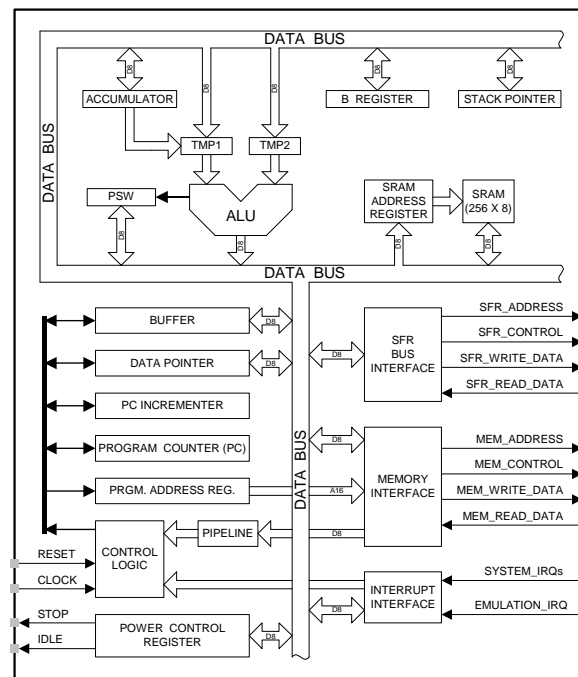 DATA BUS
D8
D8
D8
D8
D8
ACCUMULATOR
B REGISTER
STACK POINTER
DATA BUS
TMP1
TMP2
PSW
ALU
SRAM
ADDRESS
REGISTER
SRAM
(256 X 8)
D8
D8
D8
D8
DATA BUS
BUFFER
D8
DATA POINTER
D8
PC INCREMENTER
PROGRAM COUNTER (PC)
PRGM. ADDRESS REG.
A16
DATA BUS
D8
SFR
BUS
INTERFACE
SFR_ADDRESS
SFR_CONTROL
SFR_WRITE_DATA
SFR_READ_DATA
D8
MEMORY
INTERFACE
MEM_ADDRESS
MEM_CONTROL
MEM_WRITE_DATA
MEM_READ_DATA
RESET
CLOCK
CONTROL
LOGIC
PIPELINE
D8
INTERRUPT
INTERFACE
D8
SYSTEM_IRQs
EMULATION_IRQ
STOP
IDLE
POWER CONTROL
REGISTER
D8